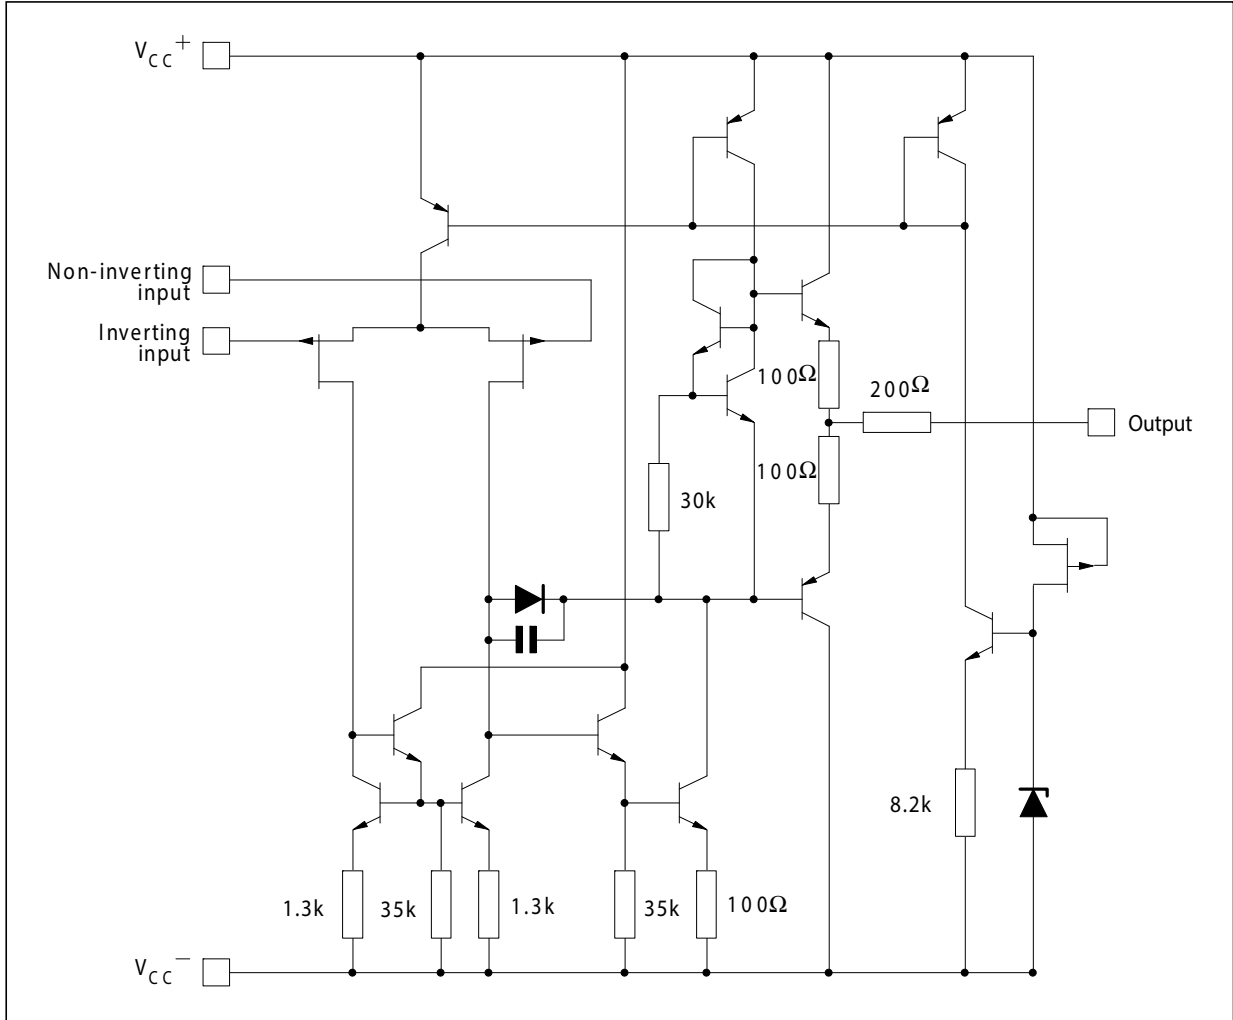 VCC+
Non-inverting
input
Inverting
input
100Ω
200Ω
Output
100Ω
30k
8.2k
1.3k
35k
1.3k
35k
100Ω
VCC−